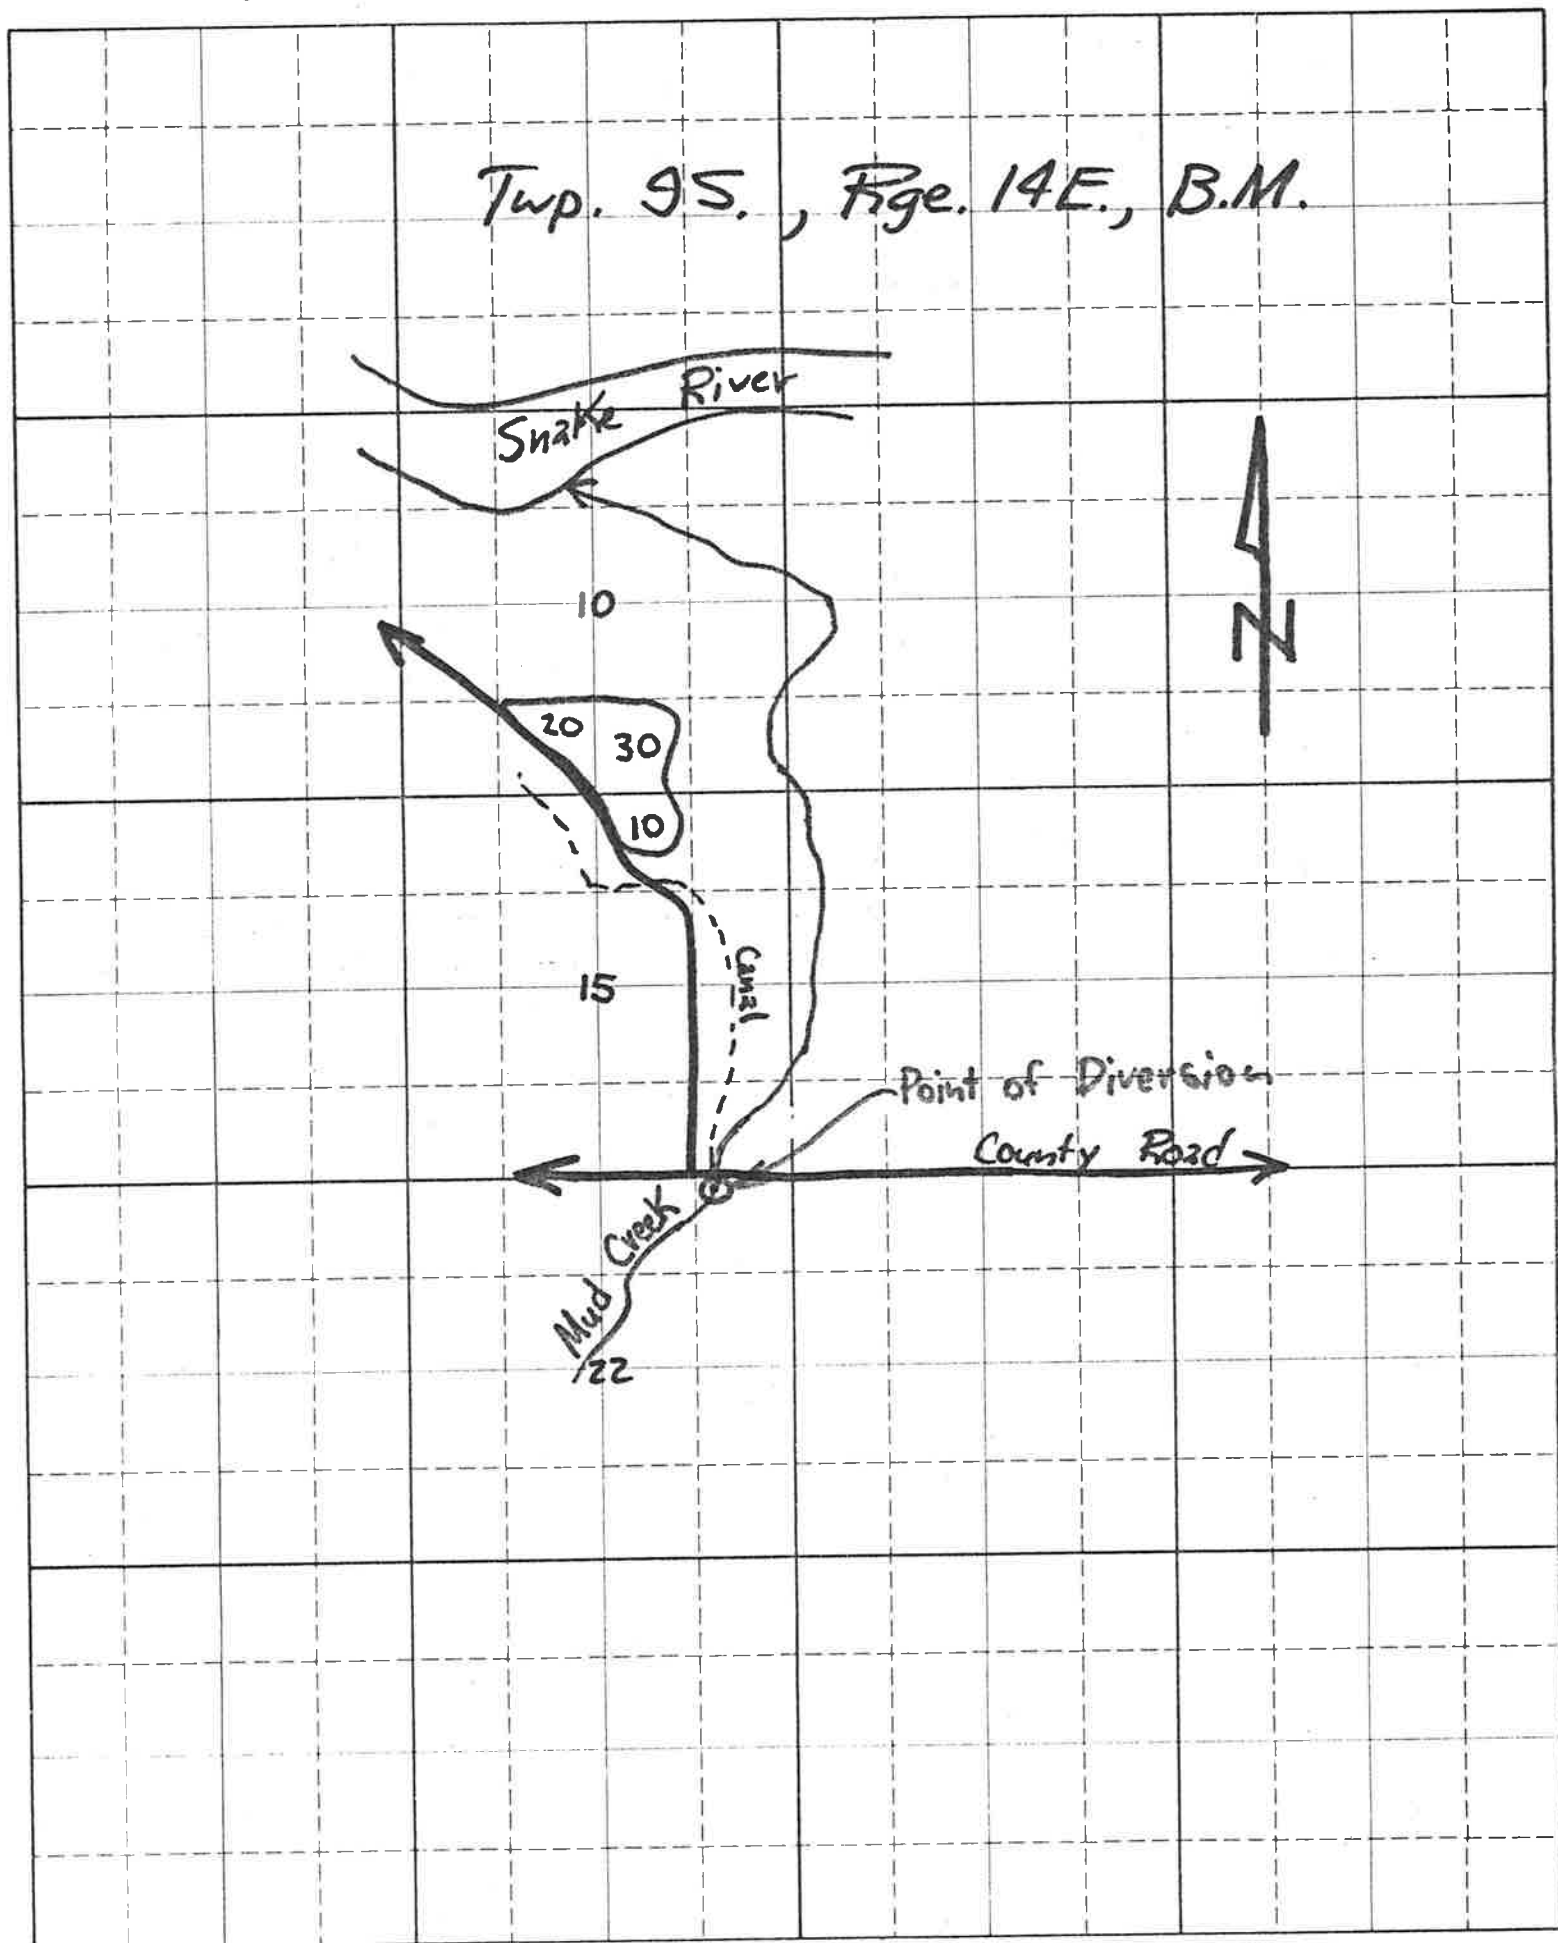 Twp. 9S., Rge. 14E., B.M.
River
Snake
10
N
20
30
10
15
Canal
Point of Diversion
County Road
Mud Creek
22